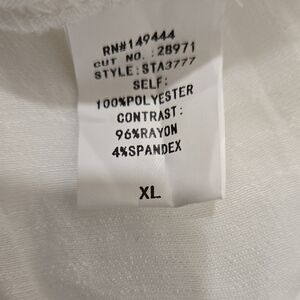 RN#149444
CUT NO. :28971
STYLE:STA3777
SELF:
100%POLYESTER
CONTRAST:
96%RAYON
4%SPANDEX
XL